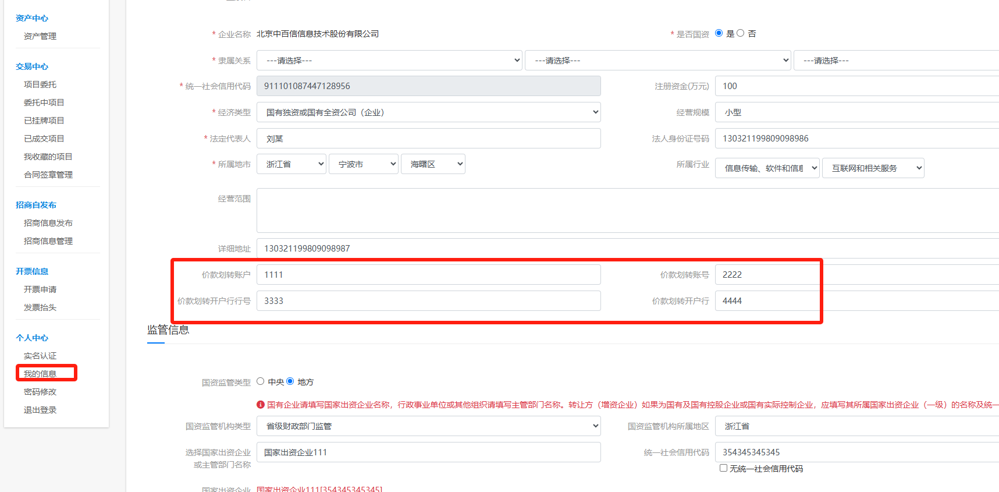 资产中心
资产管理
交易中心
项目委托
委托中项目
已挂牌项目
已成交项目
我收藏的项目
合同签章管理
招商自发布
招商信息发布
招商信息管理
开票信息
开票申请
发票抬头
个人中心
实名认证
我的信息
密码修改
退出登录
* 企业名称 北京中百信信息技术股份有限公司 * 是否国资 是 否
* 隶属关系 ---请选择--- ---请选择--- ---请选择---
* 统一社会信用代码 911101087447128956 注册资金(万元) 100
* 经济类型 国有独资或国有全资公司（企业） 经营规模 小型
* 法定代表人 刘某 法人身份证号码 130321199809098986
* 所属地市 浙江省 宁波市 海曙区 所属行业 信息传输、软件和信息 互联网和相关服务
经营范围
详细地址 130321199809098987
价款划转账户 1111 价款划转账号 2222
价款划转开户行行号 3333 价款划转开户行 4444
监管信息
国资监管类型 中央 地方
国有企业请填写国家出资企业名称，行政事业单位或其他组织请填写主管部门名称。转让方（增资企业）如果为国有及国有控股企业或国有实际控制企业，应填写其所属国家出资企业（一级）的名称及统一
国资监管机构类型 省级财政部门监管 国资监管机构所属地区 浙江省
选择国家出资企业 国家出资企业111 统一社会信用代码 354345345345
或主管部门名称 无统一社会信用代码
国家出资企业 国家出资企业111[354345345345]